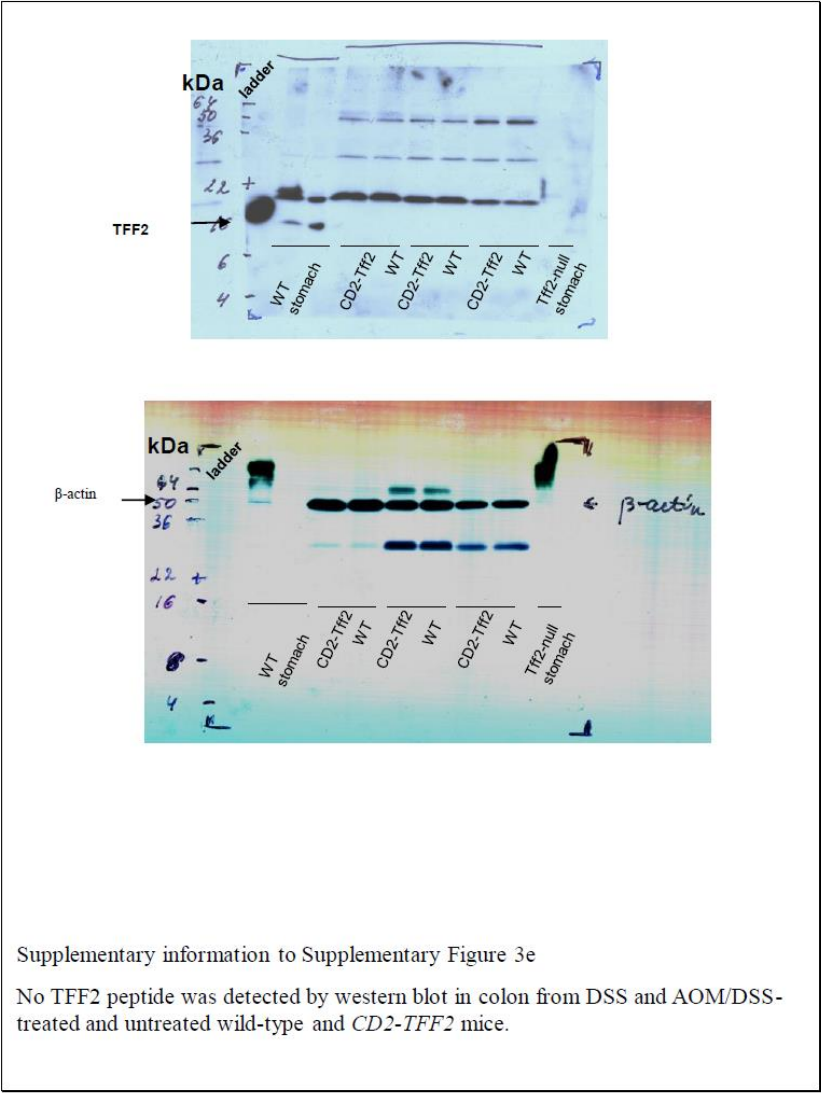 kDa
ladder
64
50
36
22
16
6
4
TFF2
WT
stomach
CD2-Tff2
WT
CD2-Tff2
WT
CD2-Tff2
WT
Tff2-null
stomach
kDa
ladder
64
β-actin
50
β-actin
36
22
16
8
4
WT
stomach
CD2-Tff2
WT
CD2-Tff2
WT
CD2-Tff2
WT
Tff2-null
stomach
Supplementary information to Supplementary Figure 3e
No TFF2 peptide was detected by western blot in colon from DSS and AOM/DSS-
treated and untreated wild-type and CD2-TFF2 mice.